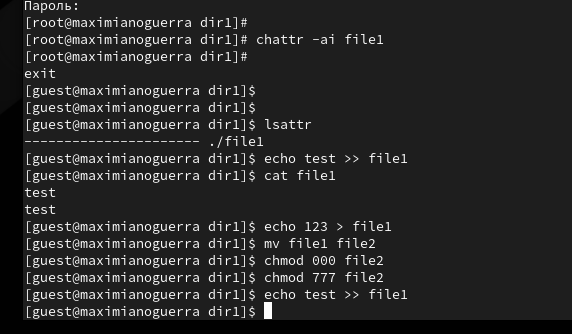 Пароль:
[root@maximianoguerra dir1]#
[root@maximianoguerra dir1]# chattr -ai file1
[root@maximianoguerra dir1]#
exit
[guest@maximianoguerra dir1]$
[guest@maximianoguerra dir1]$
[guest@maximianoguerra dir1]$ lsattr
---------------------- ./file1
[guest@maximianoguerra dir1]$ echo test >> file1
[guest@maximianoguerra dir1]$ cat file1
test
test
[guest@maximianoguerra dir1]$ echo 123 > file1
[guest@maximianoguerra dir1]$ mv file1 file2
[guest@maximianoguerra dir1]$ chmod 000 file2
[guest@maximianoguerra dir1]$ chmod 777 file2
[guest@maximianoguerra dir1]$ echo test >> file1
[guest@maximianoguerra dir1]$